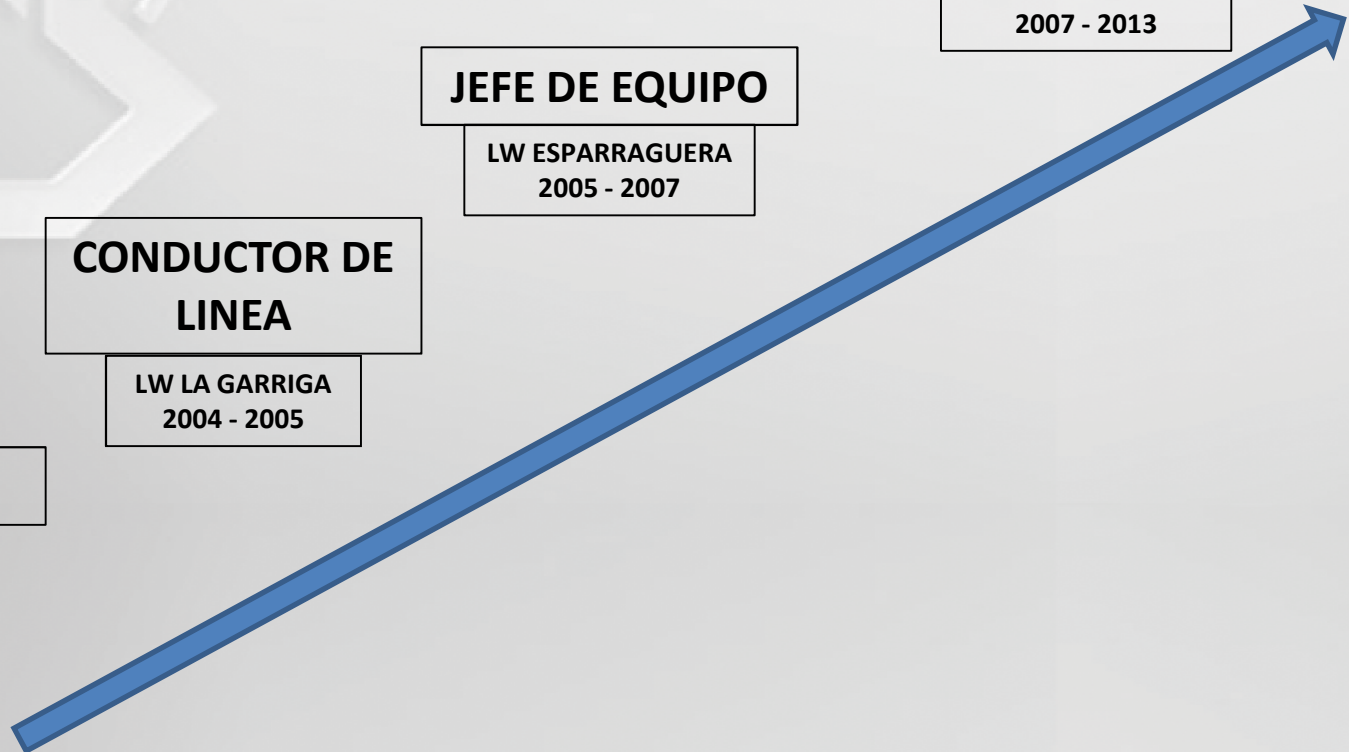 2007 - 2013
JEFE DE EQUIPO
LW ESPARRAGUERA
2005 - 2007
CONDUCTOR DE
LINEA
LW LA GARRIGA
2004 - 2005